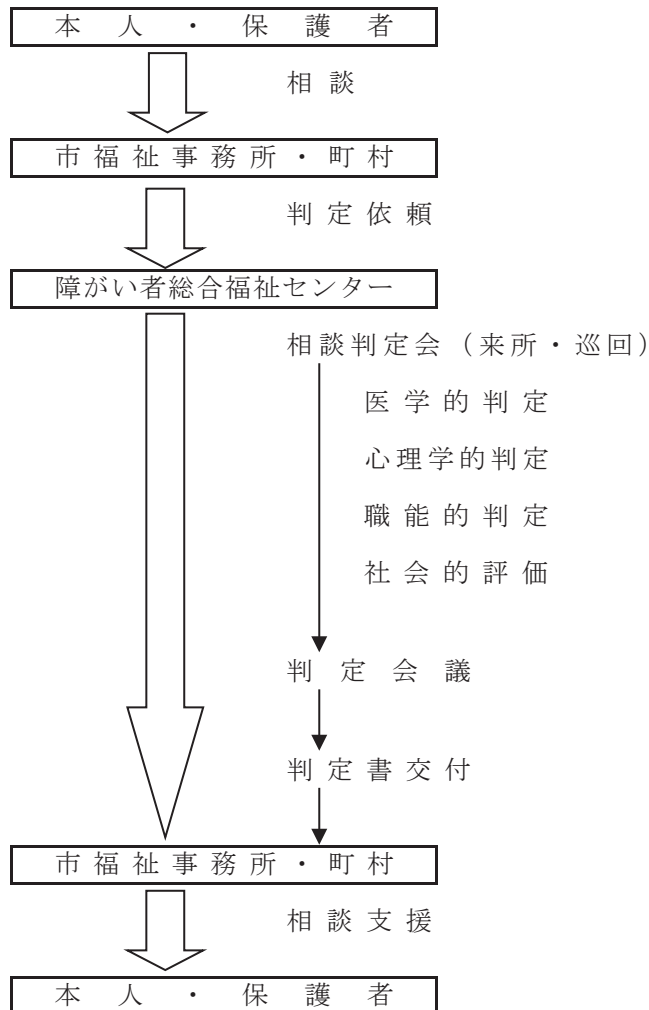 本人・保護者
相談
市福祉事務所・町村
判定依頼
障がい者総合福祉センター
相談判定会（来所・巡回）
医学的判定
心理学的判定
職能的判定
社会的評価
判定会議
判定書交付
市福祉事務所・町村
相談支援
本人・保護者